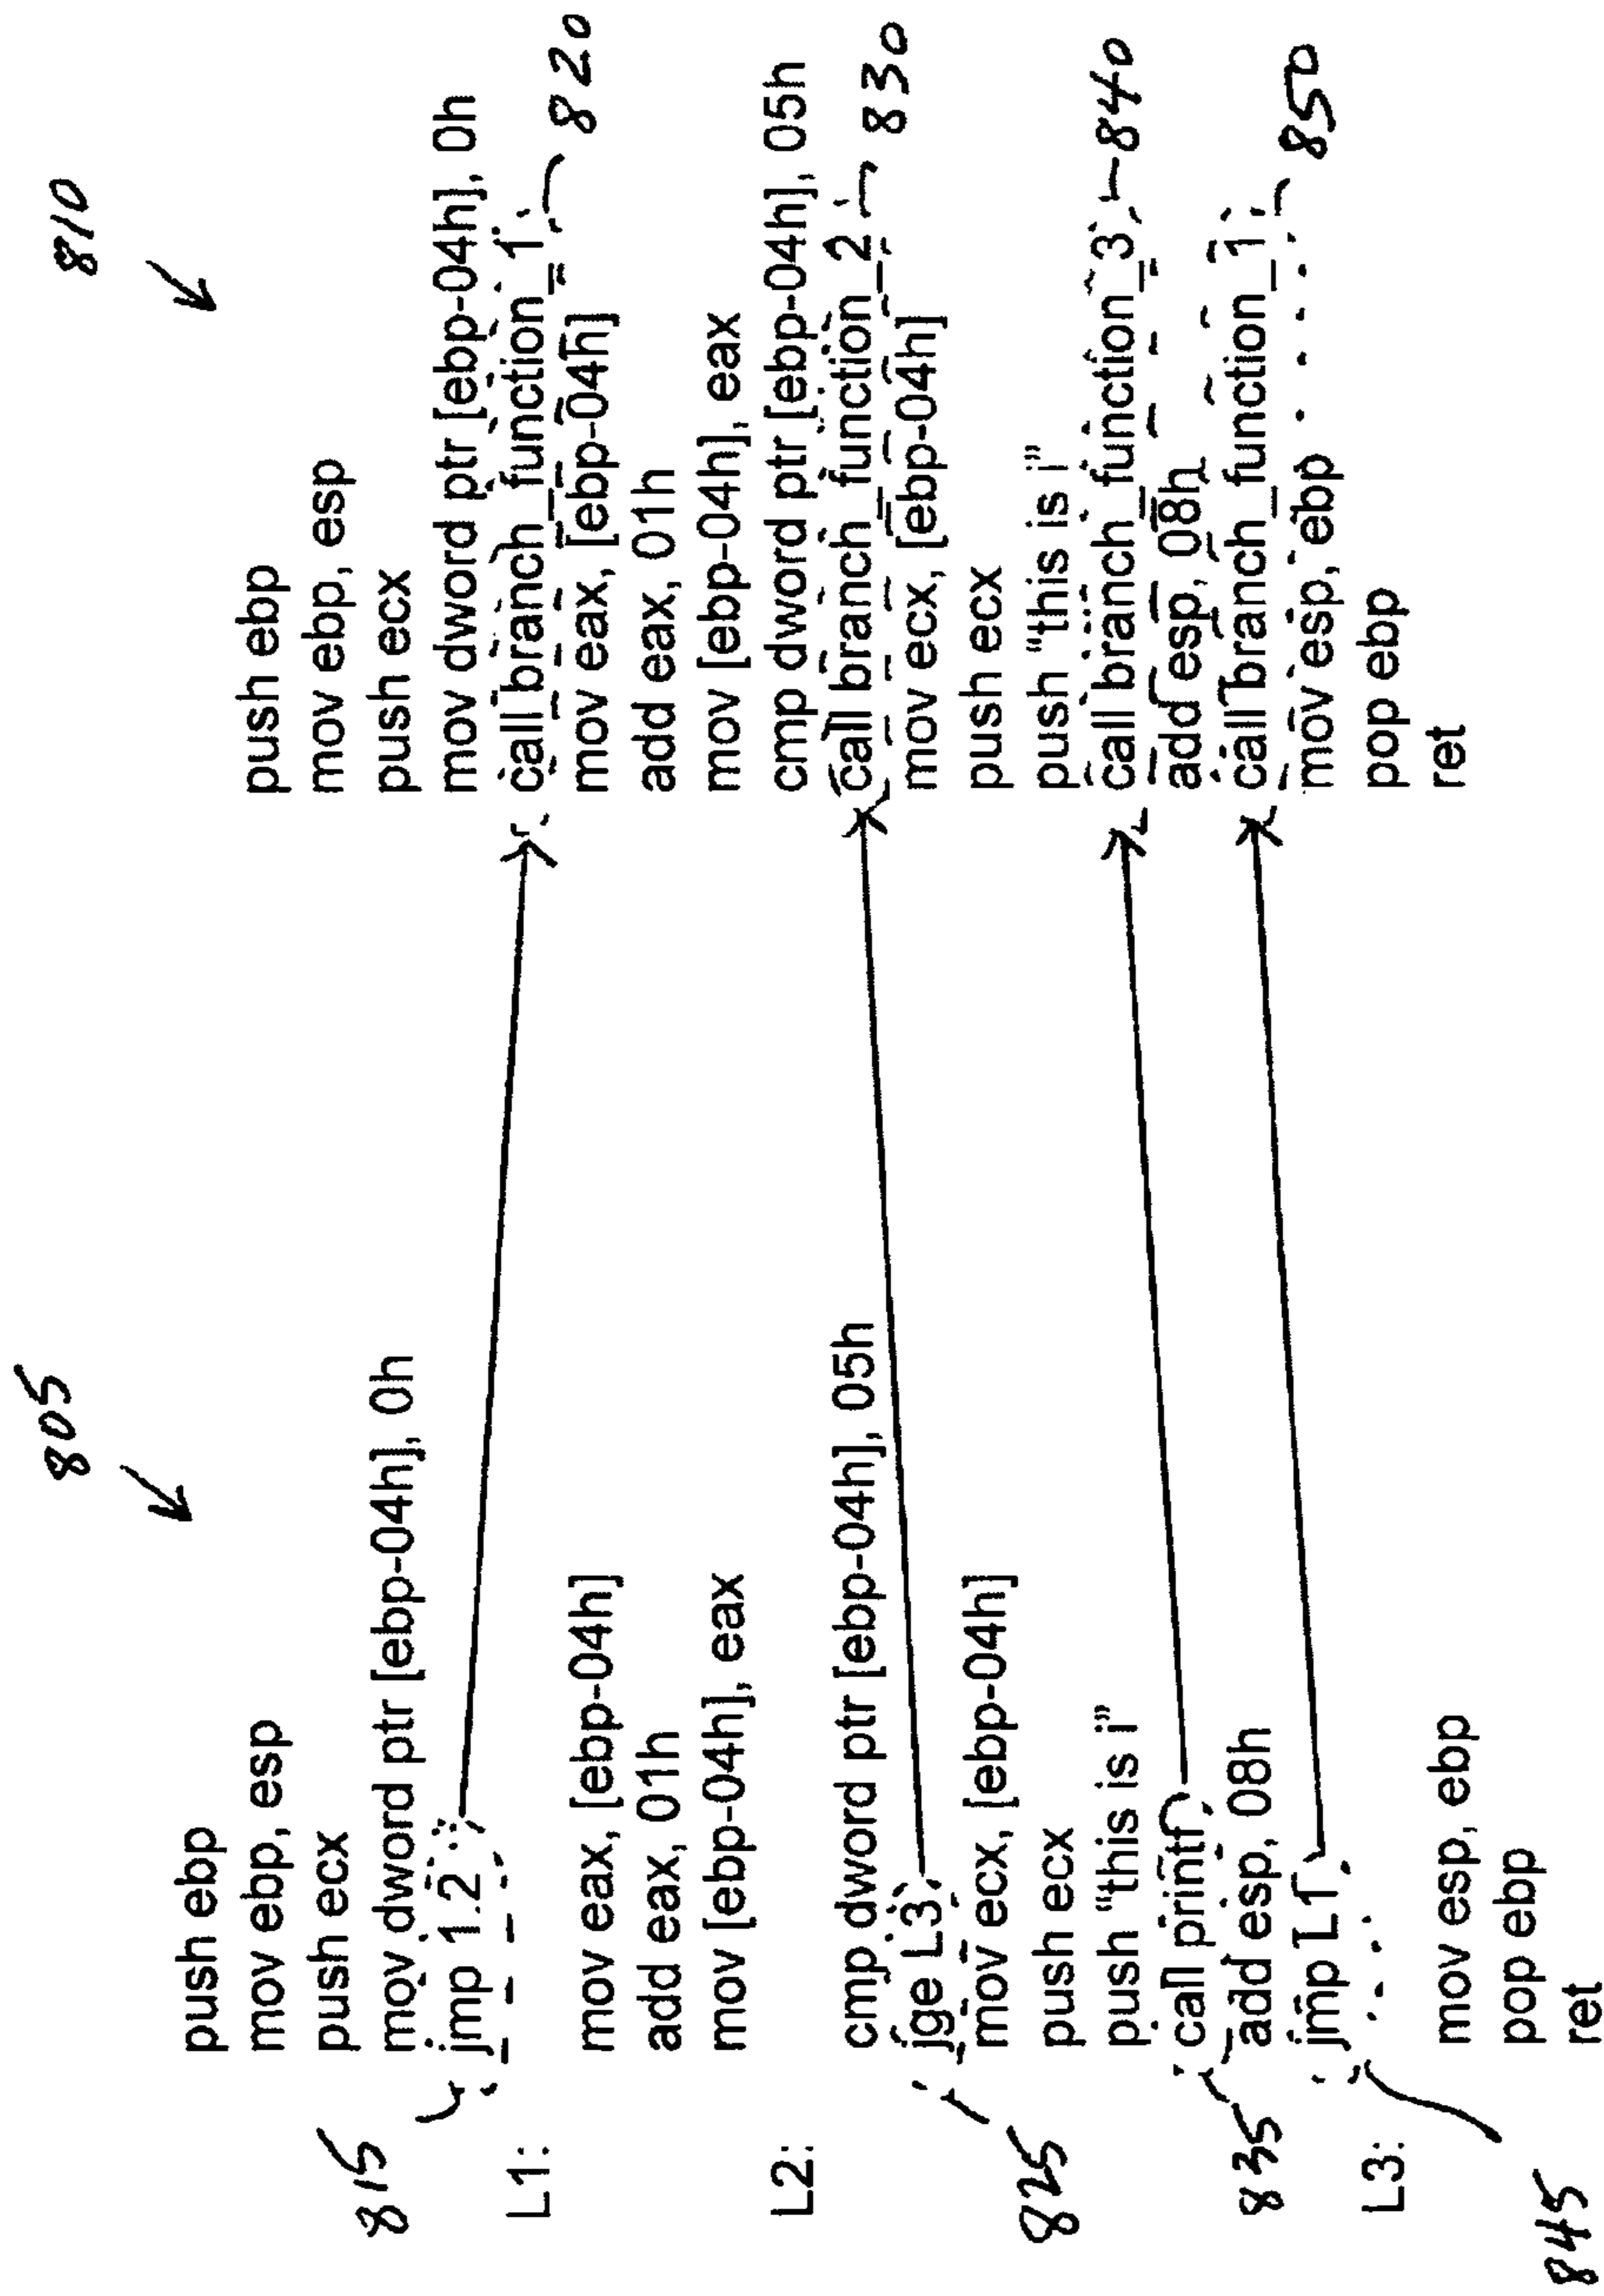 805
push ebp
mov ebp, esp
push ecx
mov dword ptr [ebp-04h], 0h
815
jmp 1.2
L1:
mov eax, [ebp-04h]
add eax, 01h
mov [ebp-04h], eax
L2:
cmp dword ptr [ebp-04h], 05h
jge L3
825
mov ecx, [ebp-04h]
push ecx
push "this is i"
call printf
835
add esp, 08h
jmp L1
L3:
845
mov esp, ebp
pop ebp
ret
810
push ebp
mov ebp, esp
push ecx
mov dword ptr [ebp-04h], 0h
call branch_function_1
820
mov eax, [ebp-04h]
add eax, 01h
mov [ebp-04h], eax
cmp dword ptr [ebp-04h], 05h
call branch_function_2
830
mov ecx, [ebp-04h]
push ecx
push "this is i"
call branch_function_3
840
add esp, 08h
call branch_function_1
850
mov esp, ebp
pop ebp
ret